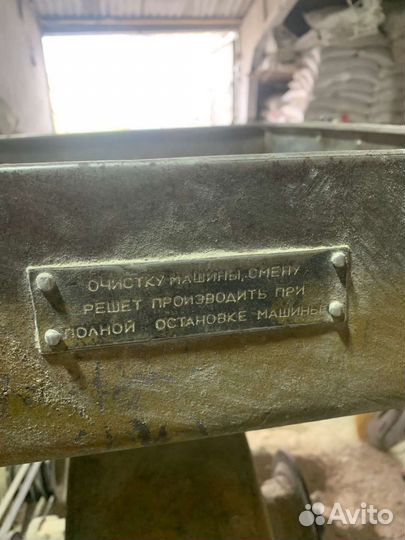 ОЧИСТКУ МАШИНЫ, СМЕНУ
РЕШЕТ ПРОИЗВОДИТЬ ПРИ
ПОЛНОЙ ОСТАНОВКЕ МАШИНЫ
Avito